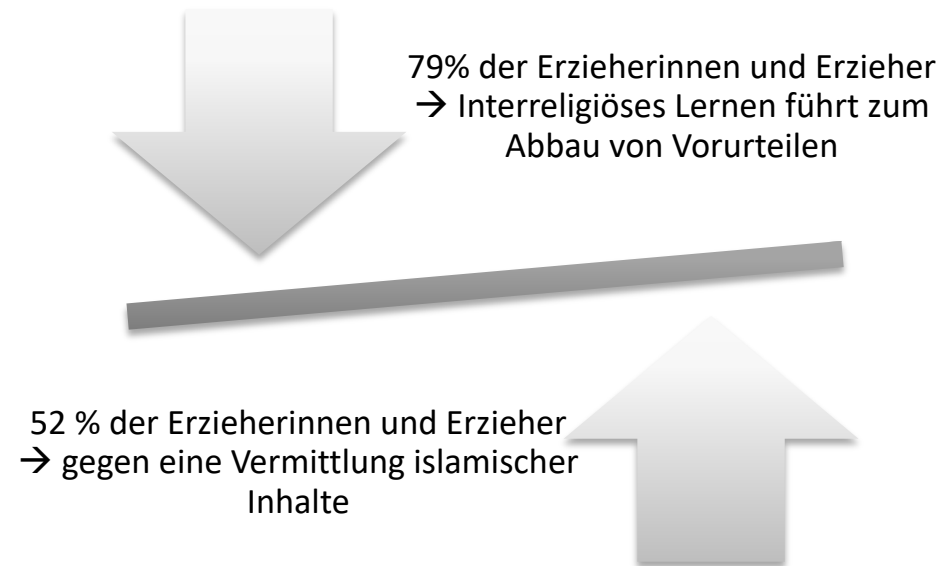 79% der Erzieherinnen und Erzieher
→ Interreligiöses Lernen führt zum
Abbau von Vorurteilen
52 % der Erzieherinnen und Erzieher
→ gegen eine Vermittlung islamischer
Inhalte